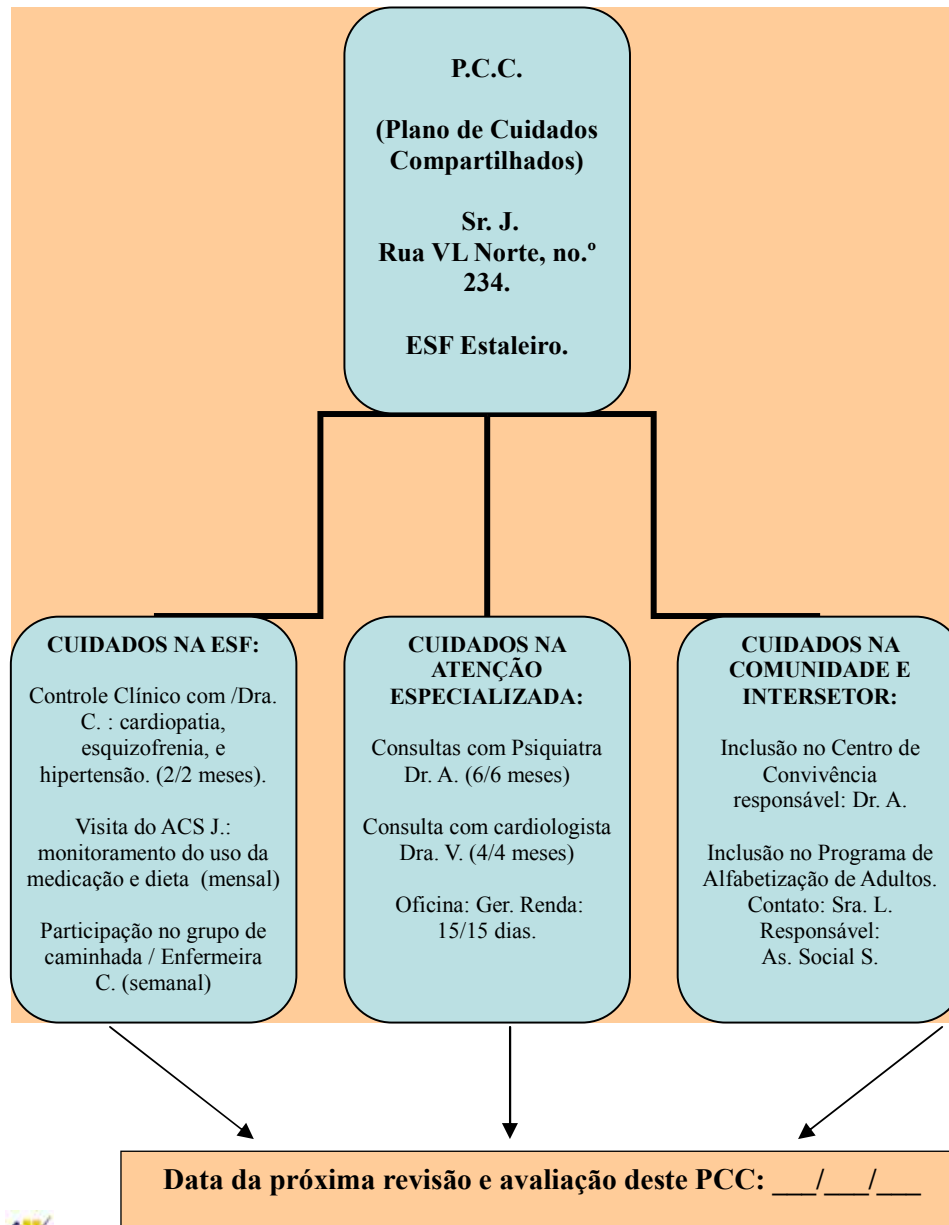 P.C.C.
(Plano de Cuidados
Compartilhados)
Sr. J.
Rua VL Norte, no.º
234.
ESF Estaleiro.
CUIDADOS NA ESF:
Controle Clínico com /Dra.
C. : cardiopatia,
esquizofrenia, e
hipertensão. (2/2 meses).
Visita do ACS J.:
monitoramento do uso da
medicação e dieta (mensal)
Participação no grupo de
caminhada / Enfermeira
C. (semanal)
CUIDADOS NA
ATENÇÃO
ESPECIALIZADA:
Consultas com Psiquiatra
Dr. A. (6/6 meses)
Consulta com cardiologista
Dra. V. (4/4 meses)
Oficina: Ger. Renda:
15/15 dias.
CUIDADOS NA
COMUNIDADE E
INTERSETOR:
Inclusão no Centro de
Convivência
responsável: Dr. A.
Inclusão no Programa de
Alfabetização de Adultos.
Contato: Sra. L.
Responsável:
As. Social S.
Data da próxima revisão e avaliação deste PCC: ___/___/___